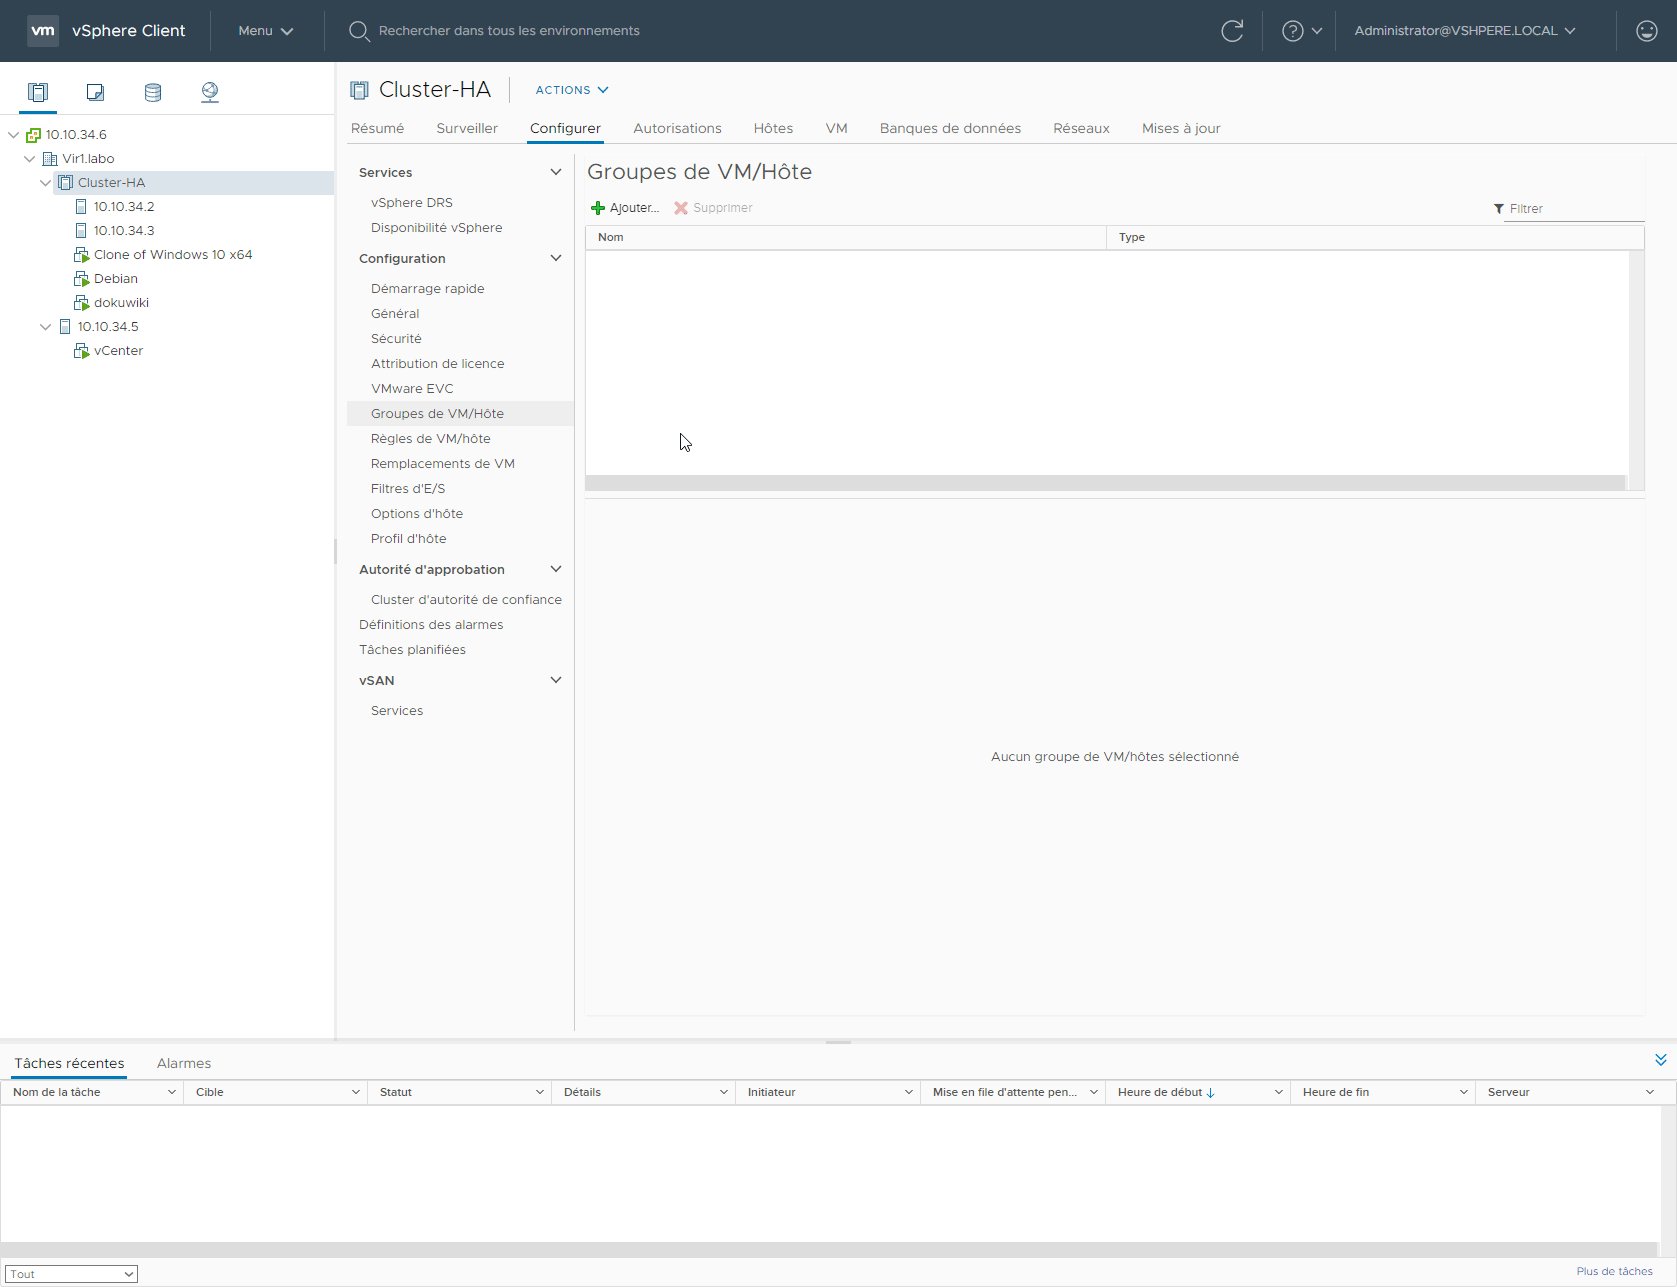 vm vSphere Client Menu Rechercher dans tous les environnements Administrator@VSHPERE.LOCAL
Cluster-HA ACTIONS
Résumé Surveiller Configurer Autorisations Hôtes VM Banques de données Réseaux Mises à jour
10.10.34.6
Vir1.labo
Cluster-HA
10.10.34.2
10.10.34.3
Clone of Windows 10 x64
Debian
dokuwiki
10.10.34.5
vCenter
Services
vSphere DRS
Disponibilité vSphere
Configuration
Démarrage rapide
Général
Sécurité
Attribution de licence
VMware EVC
Groupes de VM/Hôte
Règles de VM/hôte
Remplacements de VM
Filtres d'E/S
Options d'hôte
Profil d'hôte
Autorité d'approbation
Cluster d'autorité de confiance
Définitions des alarmes
Tâches planifiées
vSAN
Services
Groupes de VM/Hôte
Ajouter... Supprimer Filtrer
Nom Type
Aucun groupe de VM/hôtes sélectionné
Tâches récentes Alarmes
Nom de la tâche Cible Statut Détails Initiateur Mise en file d'attente pen... Heure de début Heure de fin Serveur
Tout Plus de tâches